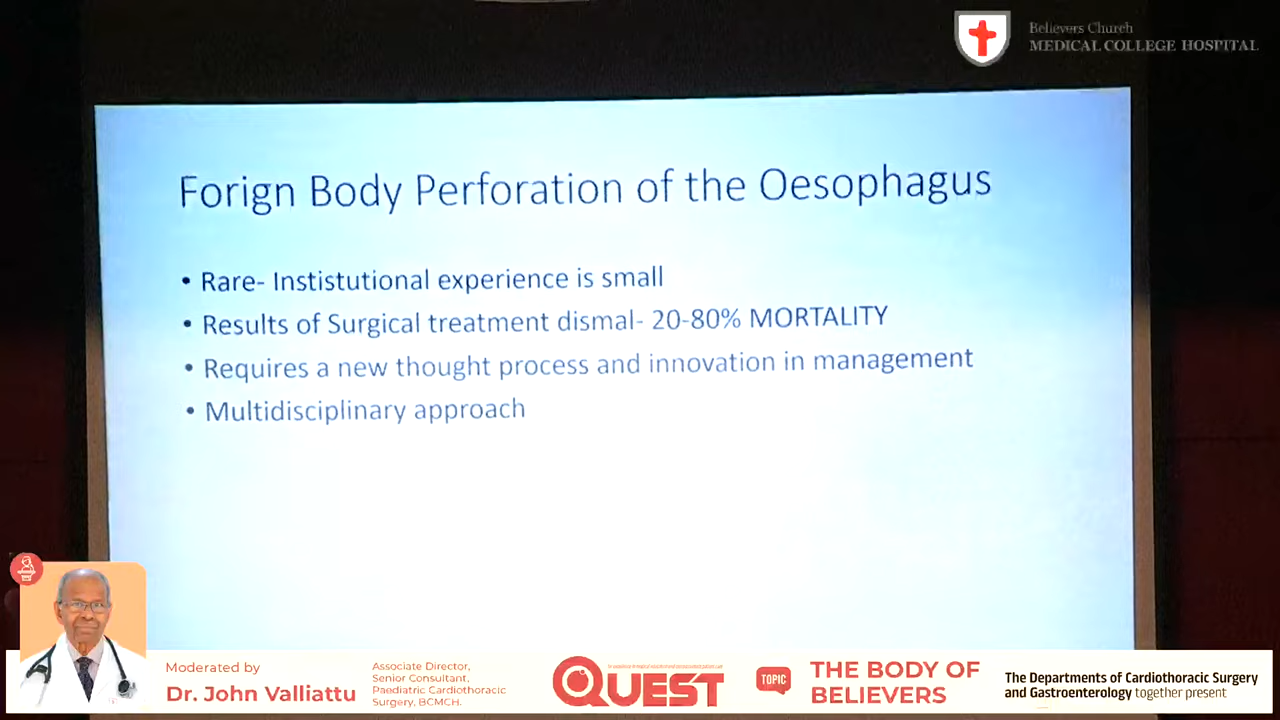 Believers Church
MEDICAL COLLEGE HOSPITAL
Forign Body Perforation of the Oesophagus
• Rare- Instistutional experience is small
• Results of Surgical treatment dismal- 20-80% MORTALITY
• Requires a new thought process and innovation in management
• Multidisciplinary approach
Moderated by
Dr. John Valliattu
Associate Director,
Senior Consultant,
Paediatric Cardiothoracic
Surgery, BCMCH.
QUEST
TOPIC
THE BODY OF
BELIEVERS
The Departments of Cardiothoracic Surgery
and Gastroenterology together present